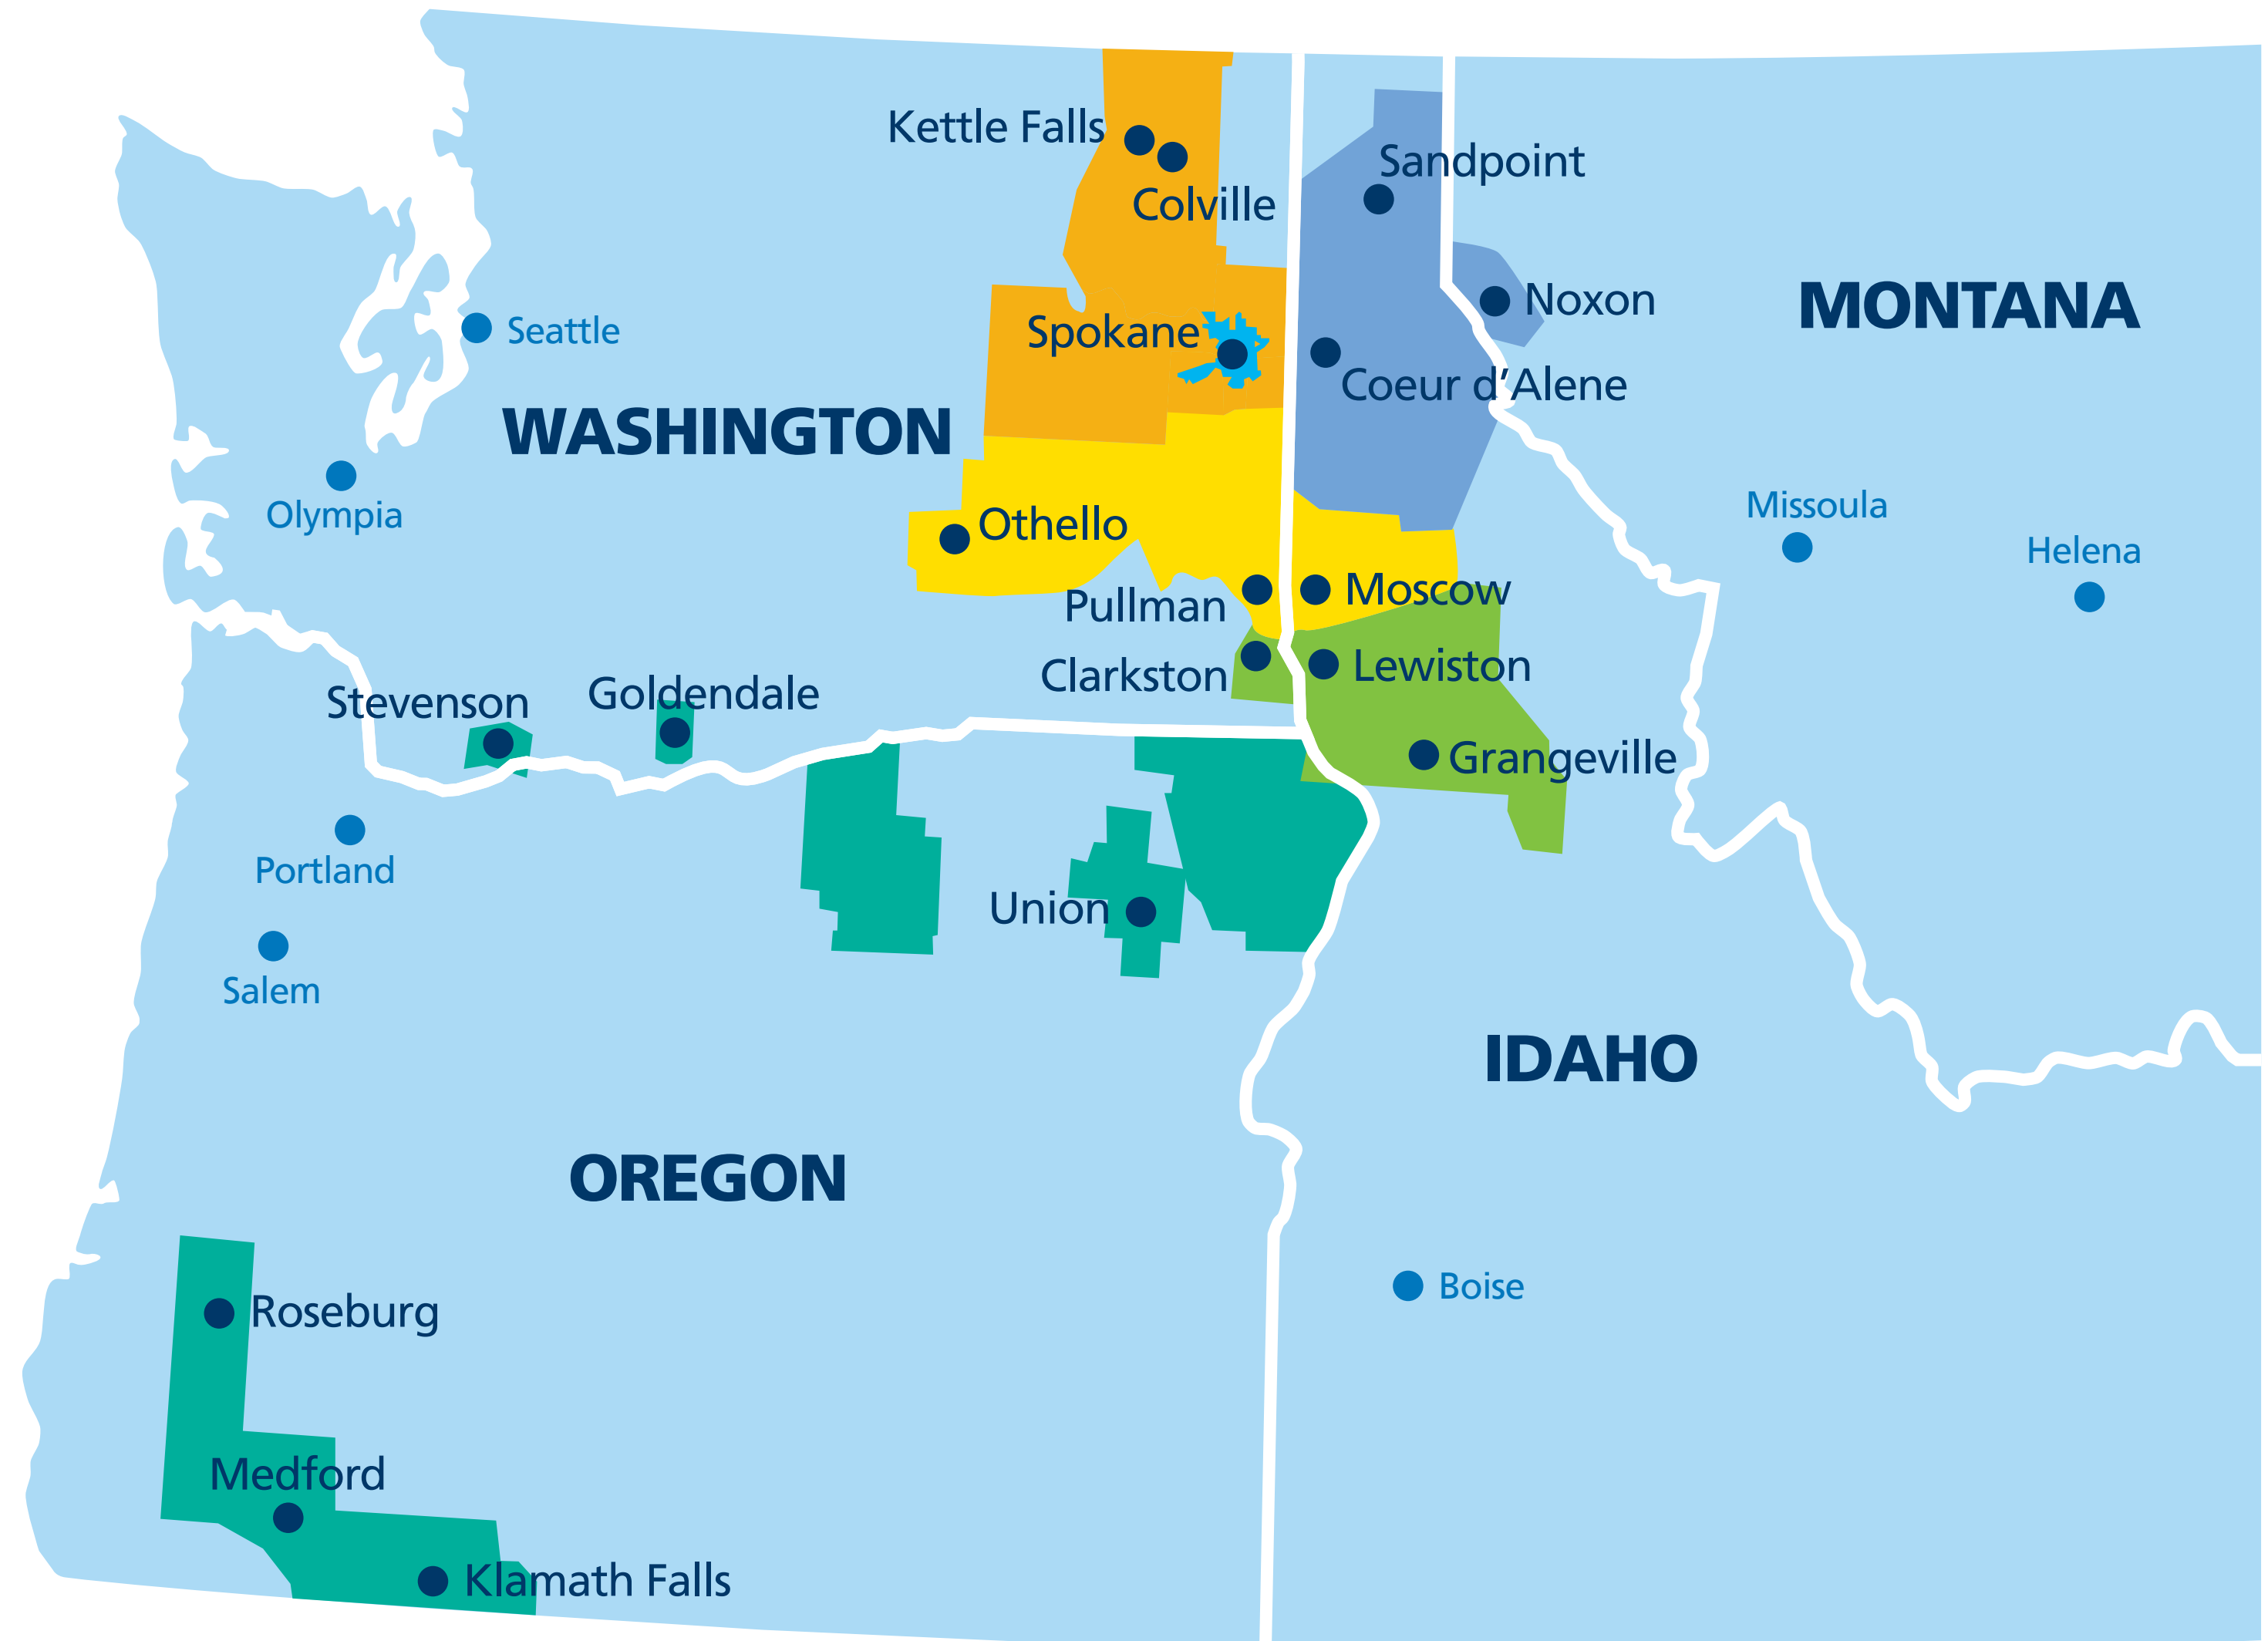 Kettle Falls
Sandpoint
Colville
Noxon
MONTANA
Seattle
Spokane
Coeur d’Alene
WASHINGTON
Olympia
Othello
Missoula
Helena
Pullman
Moscow
Clarkston
Lewiston
Stevenson
Goldendale
Grangeville
Portland
Union
Salem
IDAHO
OREGON
Boise
Roseburg
Medford
Klamath Falls